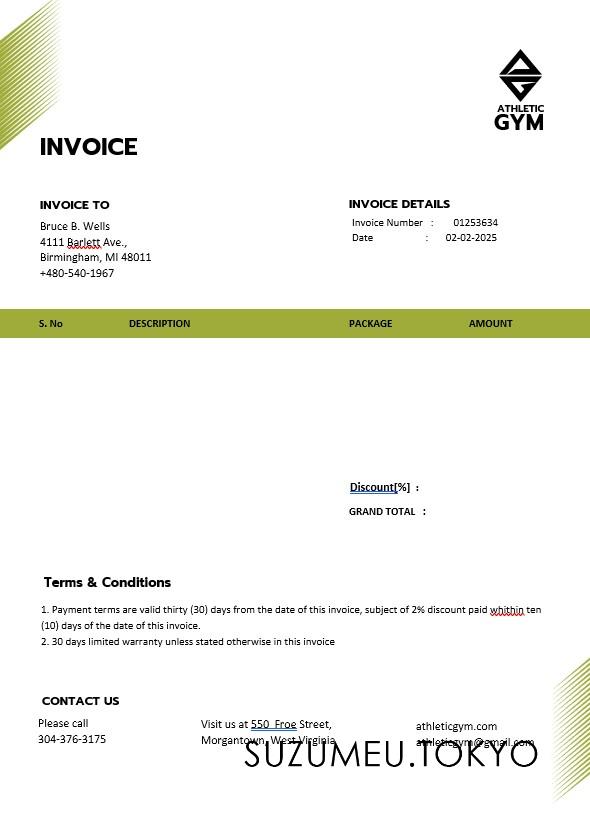 ATHLETIC
GYM
INVOICE
INVOICE TO
Bruce B. Wells
4111 Barlett Ave.,
Birmingham, MI 48011
+480-540-1967
INVOICE DETAILS
Invoice Number : 01253634
Date : 02-02-2025
S. No DESCRIPTION PACKAGE AMOUNT
Discount[%] :
GRAND TOTAL :
Terms & Conditions
1. Payment terms are valid thirty (30) days from the date of this invoice, subject of 2% discount paid whithin ten
(10) days of the date of this invoice.
2. 30 days limited warranty unless stated otherwise in this invoice
CONTACT US
Please call
304-376-3175
Visit us at 550 Froe Street,
Morgantown, West Virginia
athleticgym.com
athleticgym@gmail.com
SUZUMEU.TOKYO